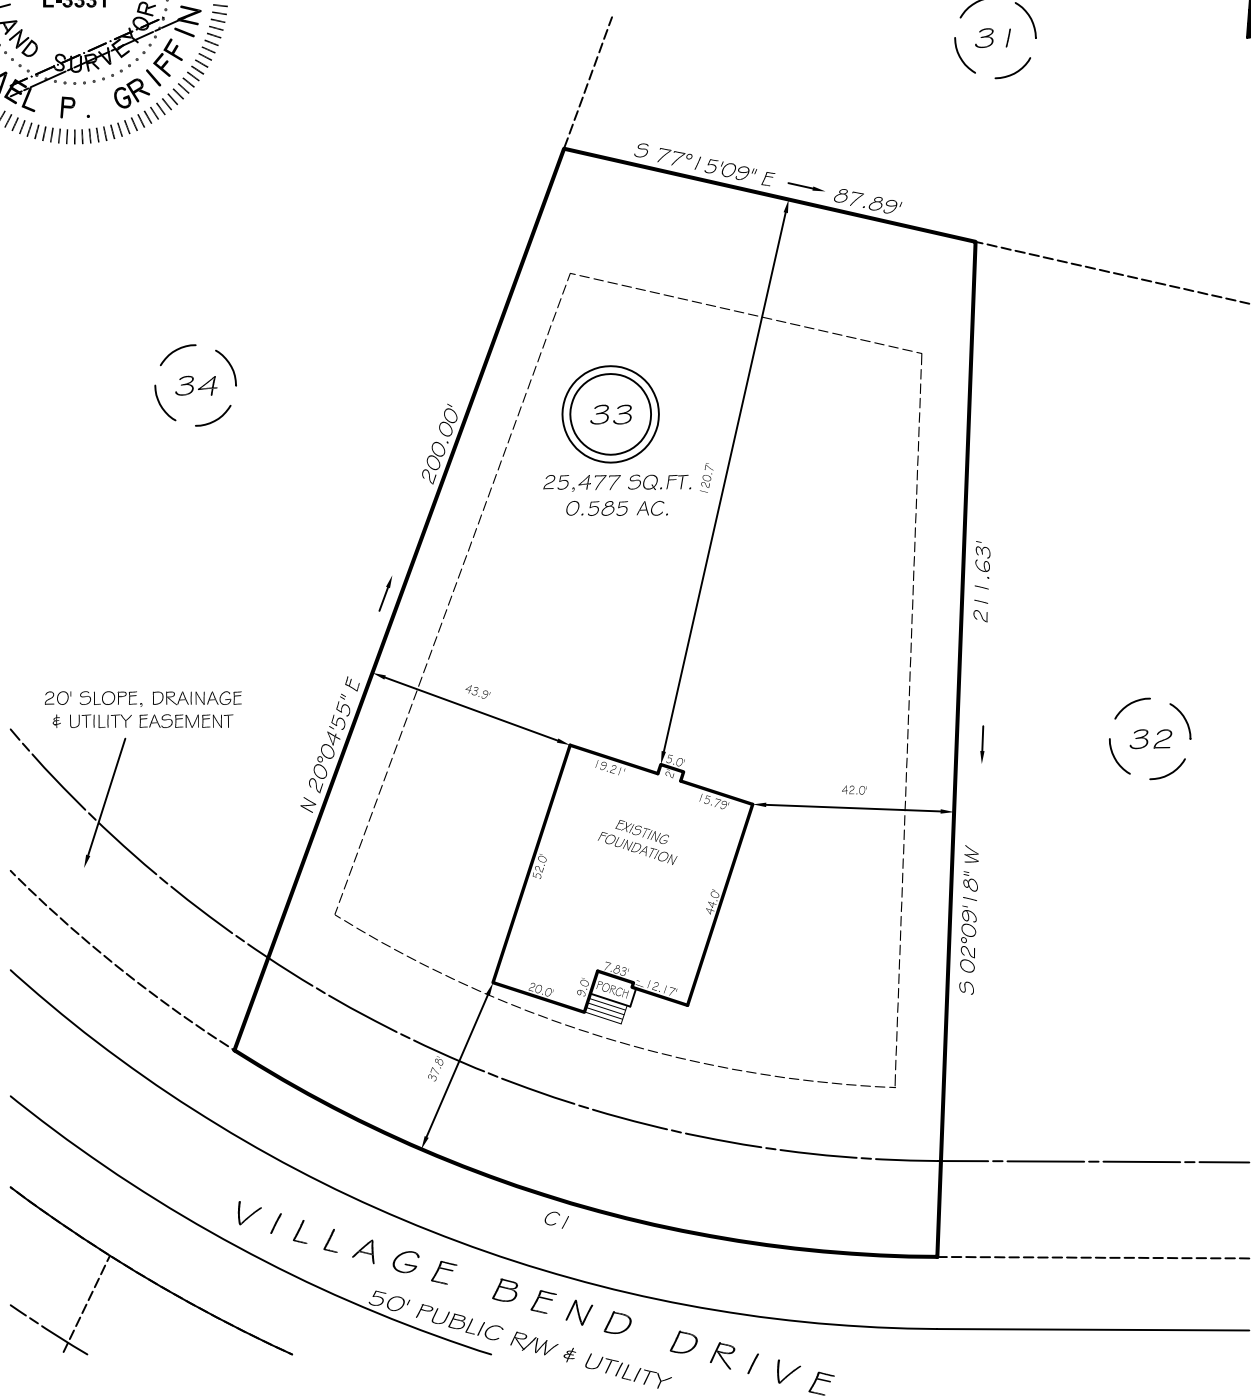 L-3331
LAND SURVEYOR
P. GRIFFIN
31
S 77°15'09" E
87.89'
34
33
25,477 SQ.FT.
0.585 AC.
200.00'
120.7'
211.63'
20' SLOPE, DRAINAGE
& UTILITY EASEMENT
N 20°04'55" E
43.9'
32
19.21'
5.0'
15.79'
42.0'
EXISTING
FOUNDATION
52.0'
44.0'
S 02°09'18" W
7.83'
12.17'
20.0'
9.0'
PORCH
37.8'
C1
VILLAGE BEND DRIVE
50' PUBLIC R/W & UTILITY